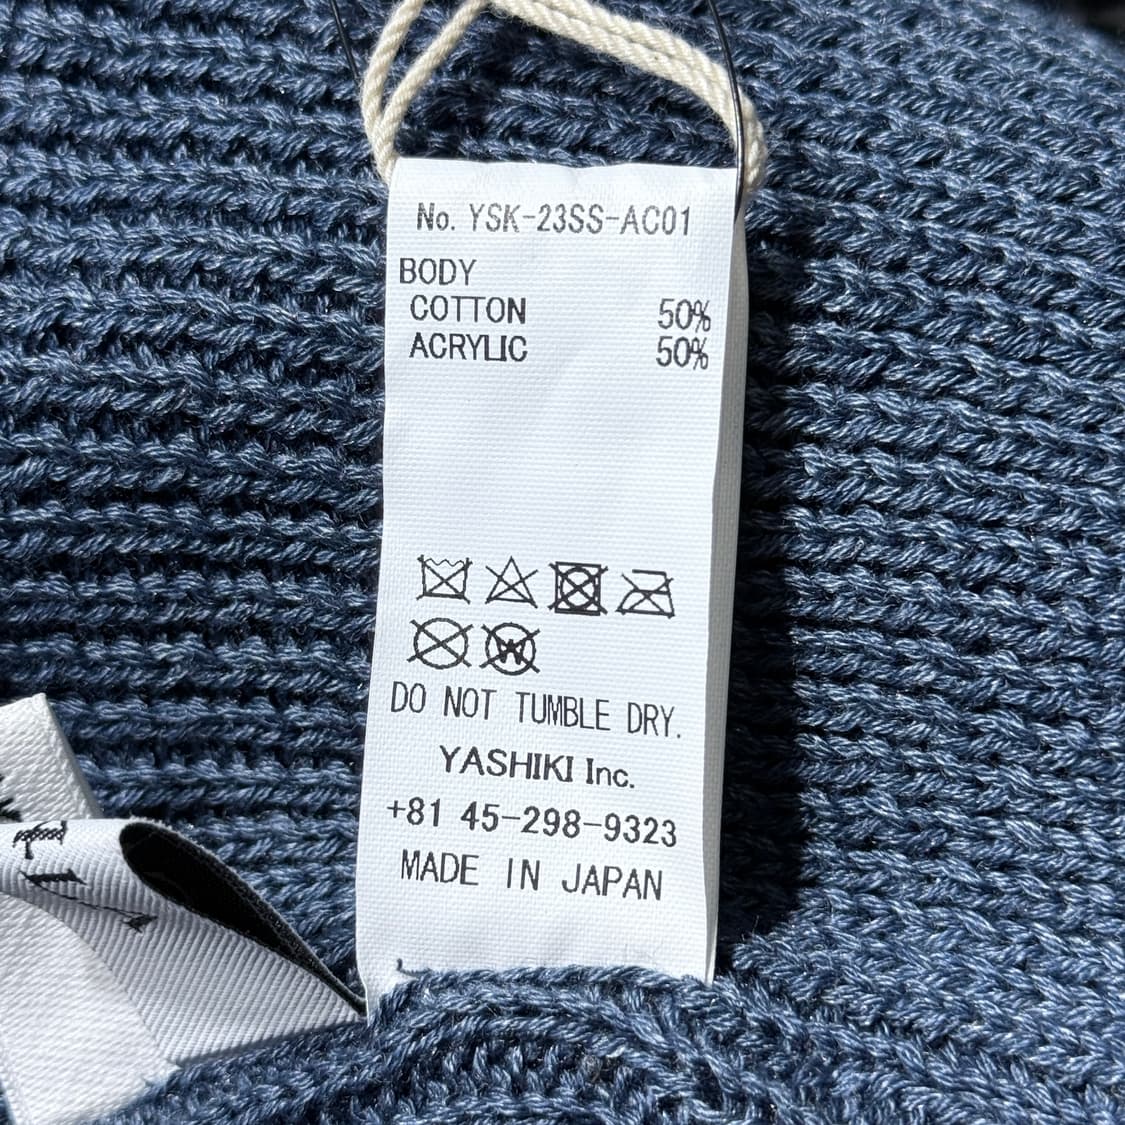 No. YSK-23SS-AC01
BODY
COTTON 50%
ACRYLIC 50%
W
DO NOT TUMBLE DRY.
YASHIKI Inc.
+81 45-298-9323
MADE IN JAPAN